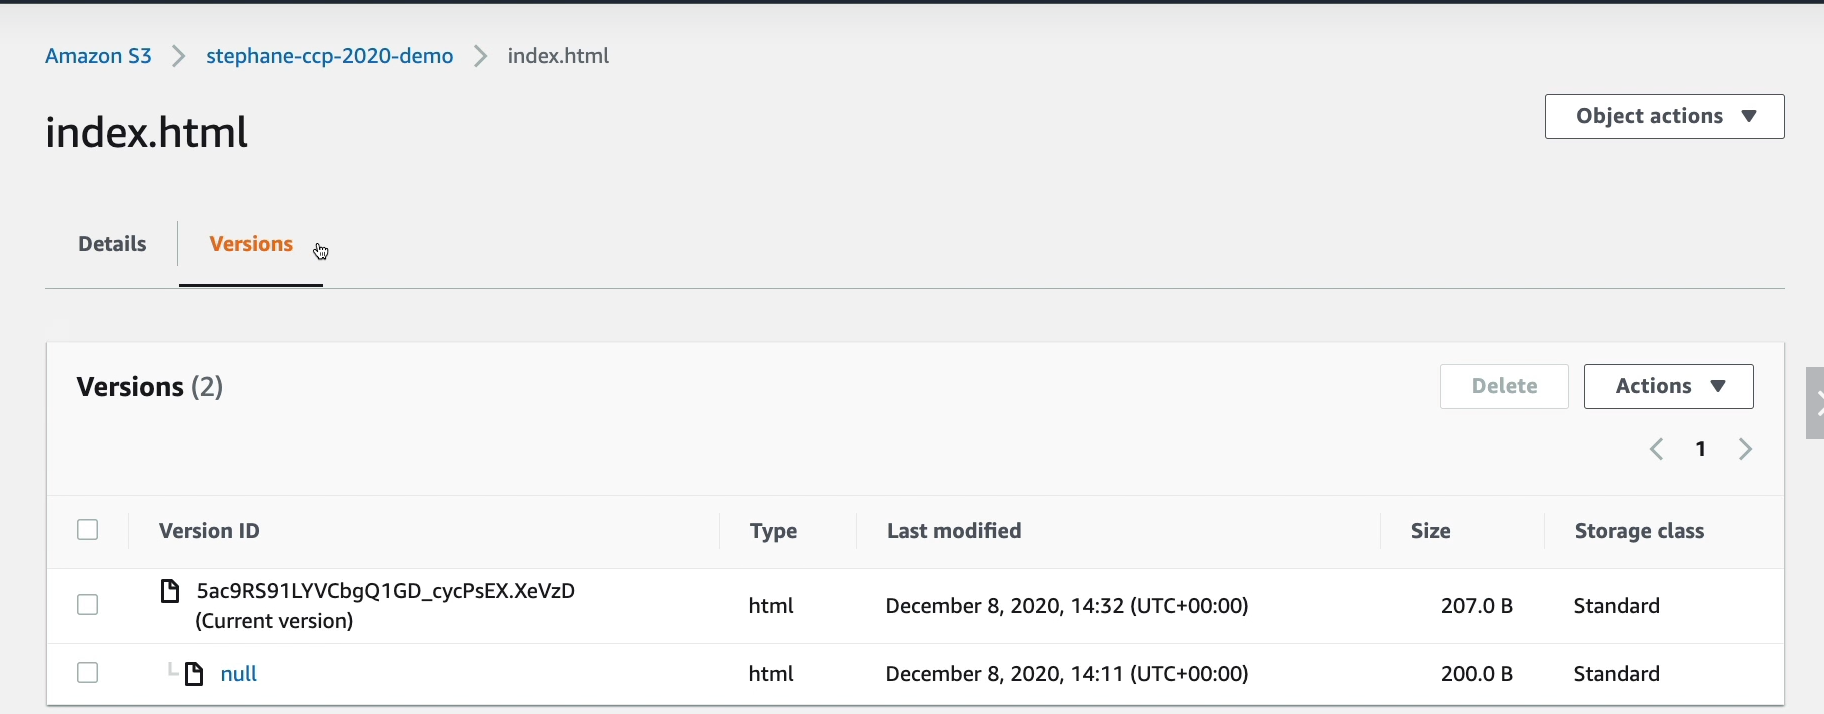 Amazon S3 > stephane-ccp-2020-demo > index.html
index.html
Object actions
Details
Versions
Versions (2)
Delete
Actions
1
Version ID Type Last modified Size Storage class
5ac9RS91LYVCbgQ1GD_cycPsEX.XeVzD
(Current version) html December 8, 2020, 14:32 (UTC+00:00) 207.0 B Standard
null html December 8, 2020, 14:11 (UTC+00:00) 200.0 B Standard